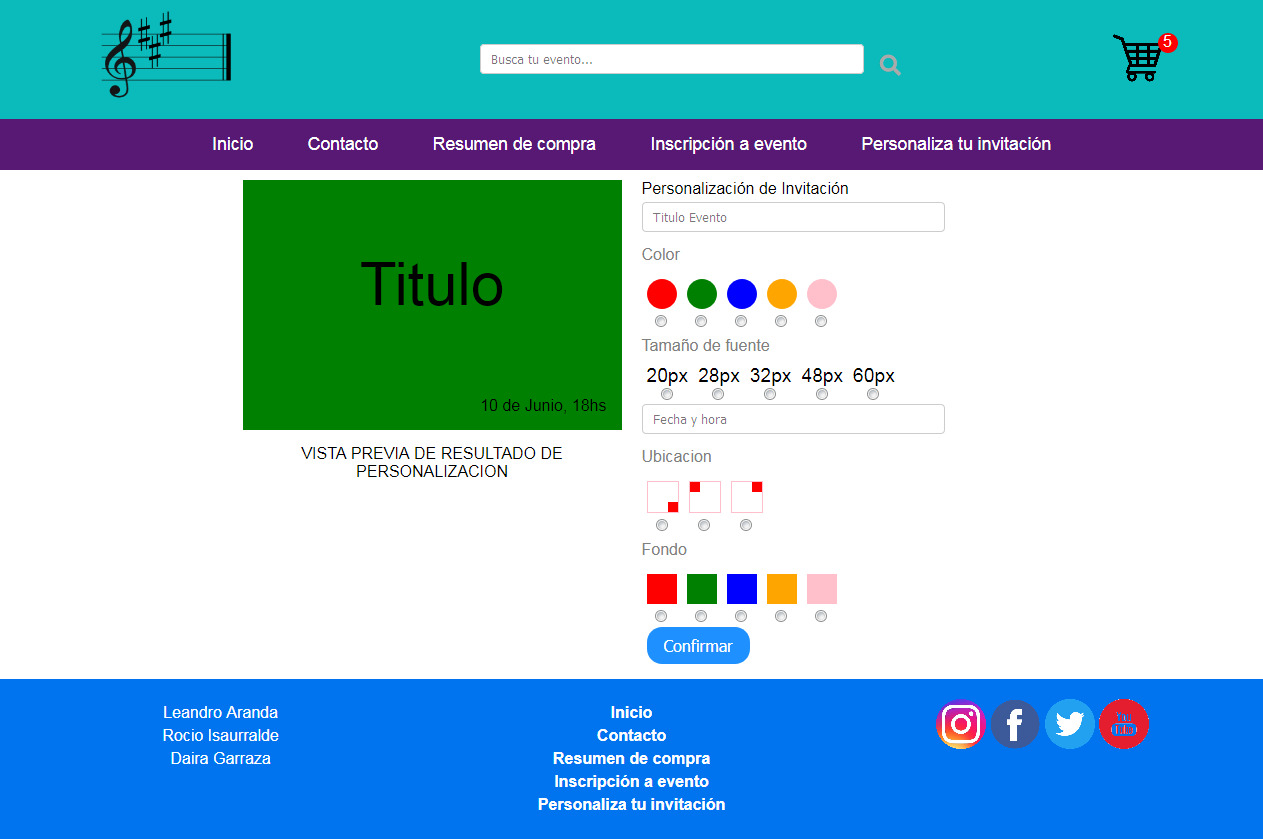 Busca tu evento...
5
Inicio
Contacto
Resumen de compra
Inscripción a evento
Personaliza tu invitación
Titulo
10 de Junio, 18hs
VISTA PREVIA DE RESULTADO DE
PERSONALIZACION
Personalización de Invitación
Titulo Evento
Color
Tamaño de fuente
20px 28px 32px 48px 60px
Fecha y hora
Ubicacion
Fondo
Confirmar
Leandro Aranda
Rocio Isaurralde
Daira Garraza
Inicio
Contacto
Resumen de compra
Inscripción a evento
Personaliza tu invitación